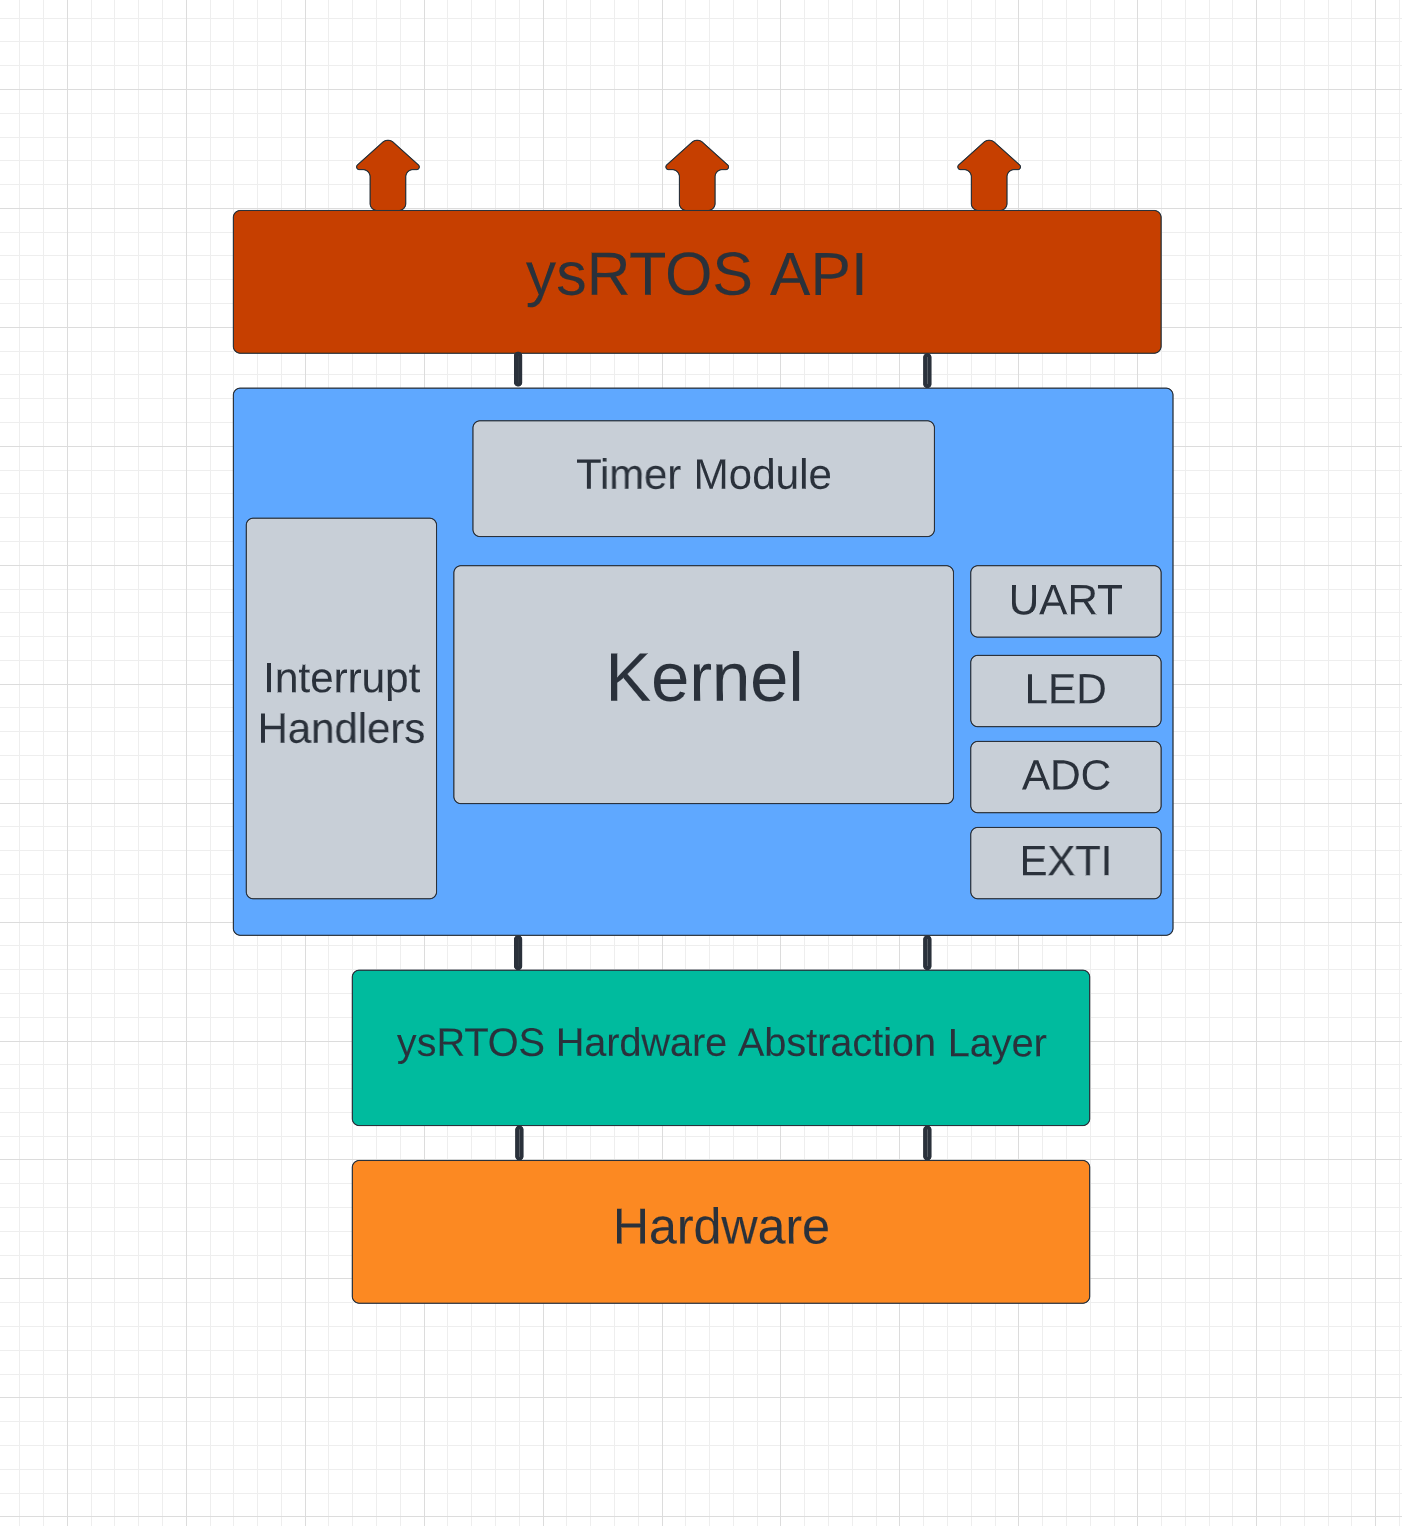 ysRTOS API
Timer Module
Interrupt
Handlers
Kernel
UART
LED
ADC
EXTI
ysRTOS Hardware Abstraction Layer
Hardware